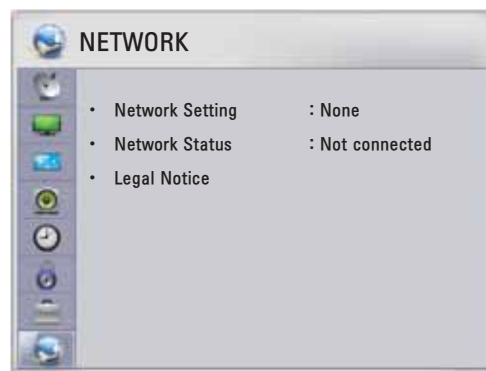 NETWORK
• Network Setting : None
• Network Status : Not connected
• Legal Notice